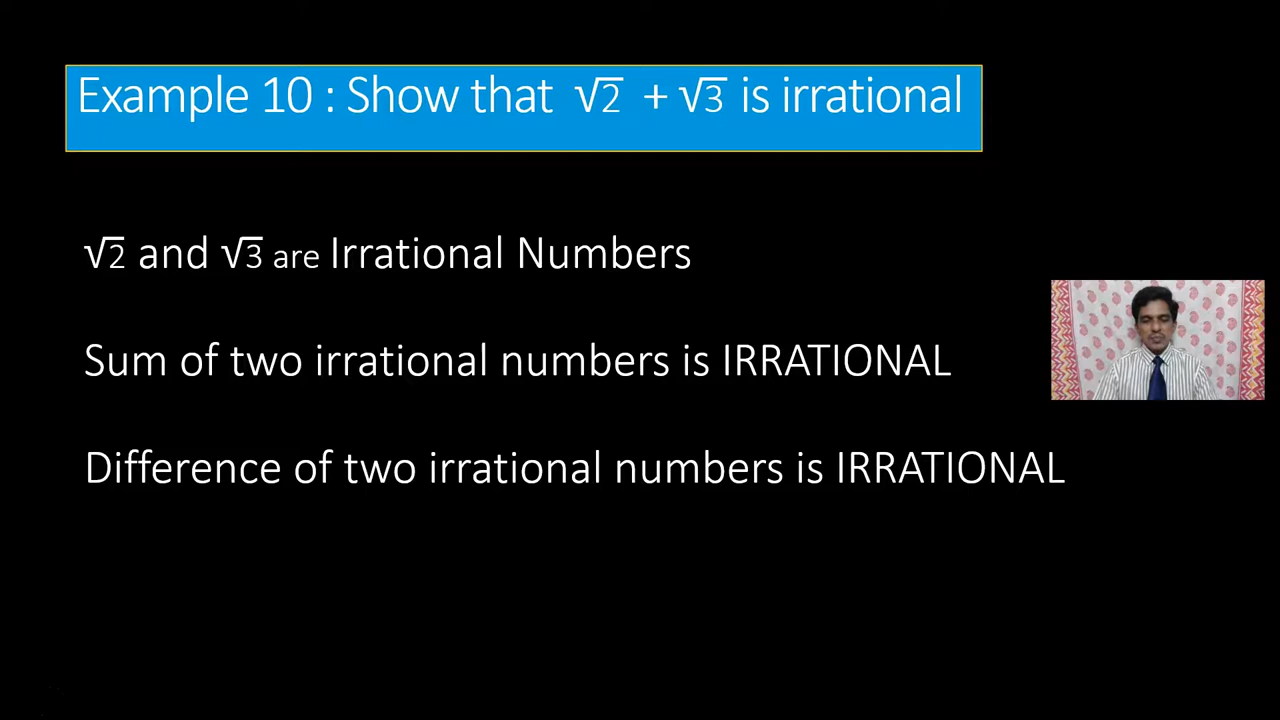 Example 10 : Show that √2 + √3 is irrational
√2 and √3 are Irrational Numbers
Sum of two irrational numbers is IRRATIONAL
Difference of two irrational numbers is IRRATIONAL